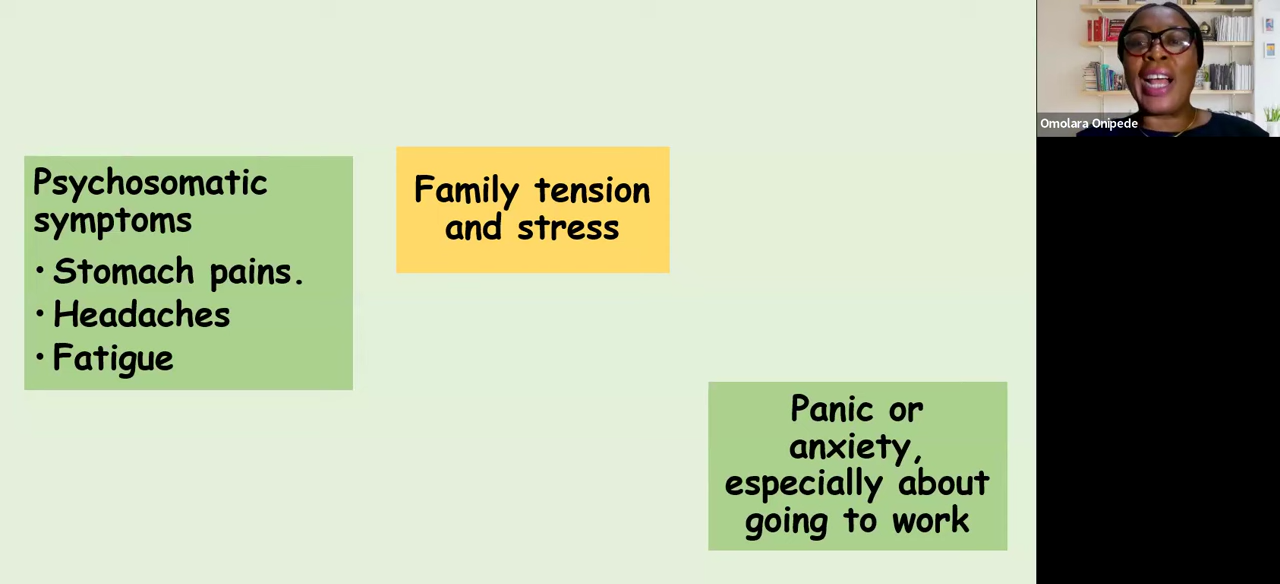 Psychosomatic
symptoms
• Stomach pains.
• Headaches
• Fatigue
Family tension
and stress
Panic or
anxiety,
especially about
going to work
Omolara Onipede